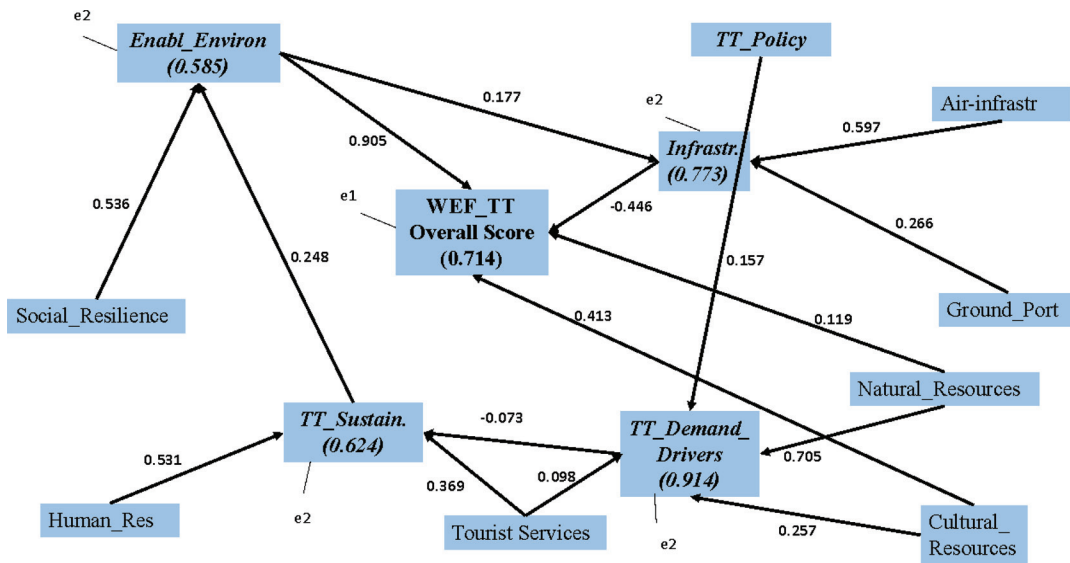 e2
Enabl_Environ
(0.585)
TT_Policy
e2
0.177
Air-infrastr
0.905
0.597
Infrastr.
(0.773)
e1
WEF_TT
Overall Score
(0.714)
-0.446
0.536
0.266
0.248
0.157
Social_Resilience
0.413
0.119
Ground_Port
Natural_Resources
TT_Sustain.
(0.624)
-0.073
TT_Demand_
Drivers
(0.914)
0.531
0.369
0.098
0.705
Human_Res
e2
Tourist Services
e2
0.257
Cultural_
Resources